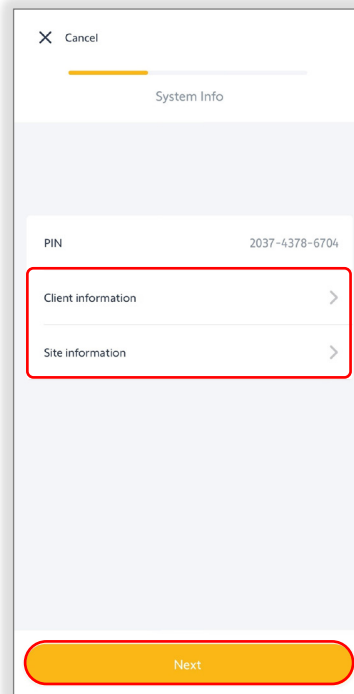 Cancel
System Info
PIN 2037-4378-6704
Client information
Site information
Next